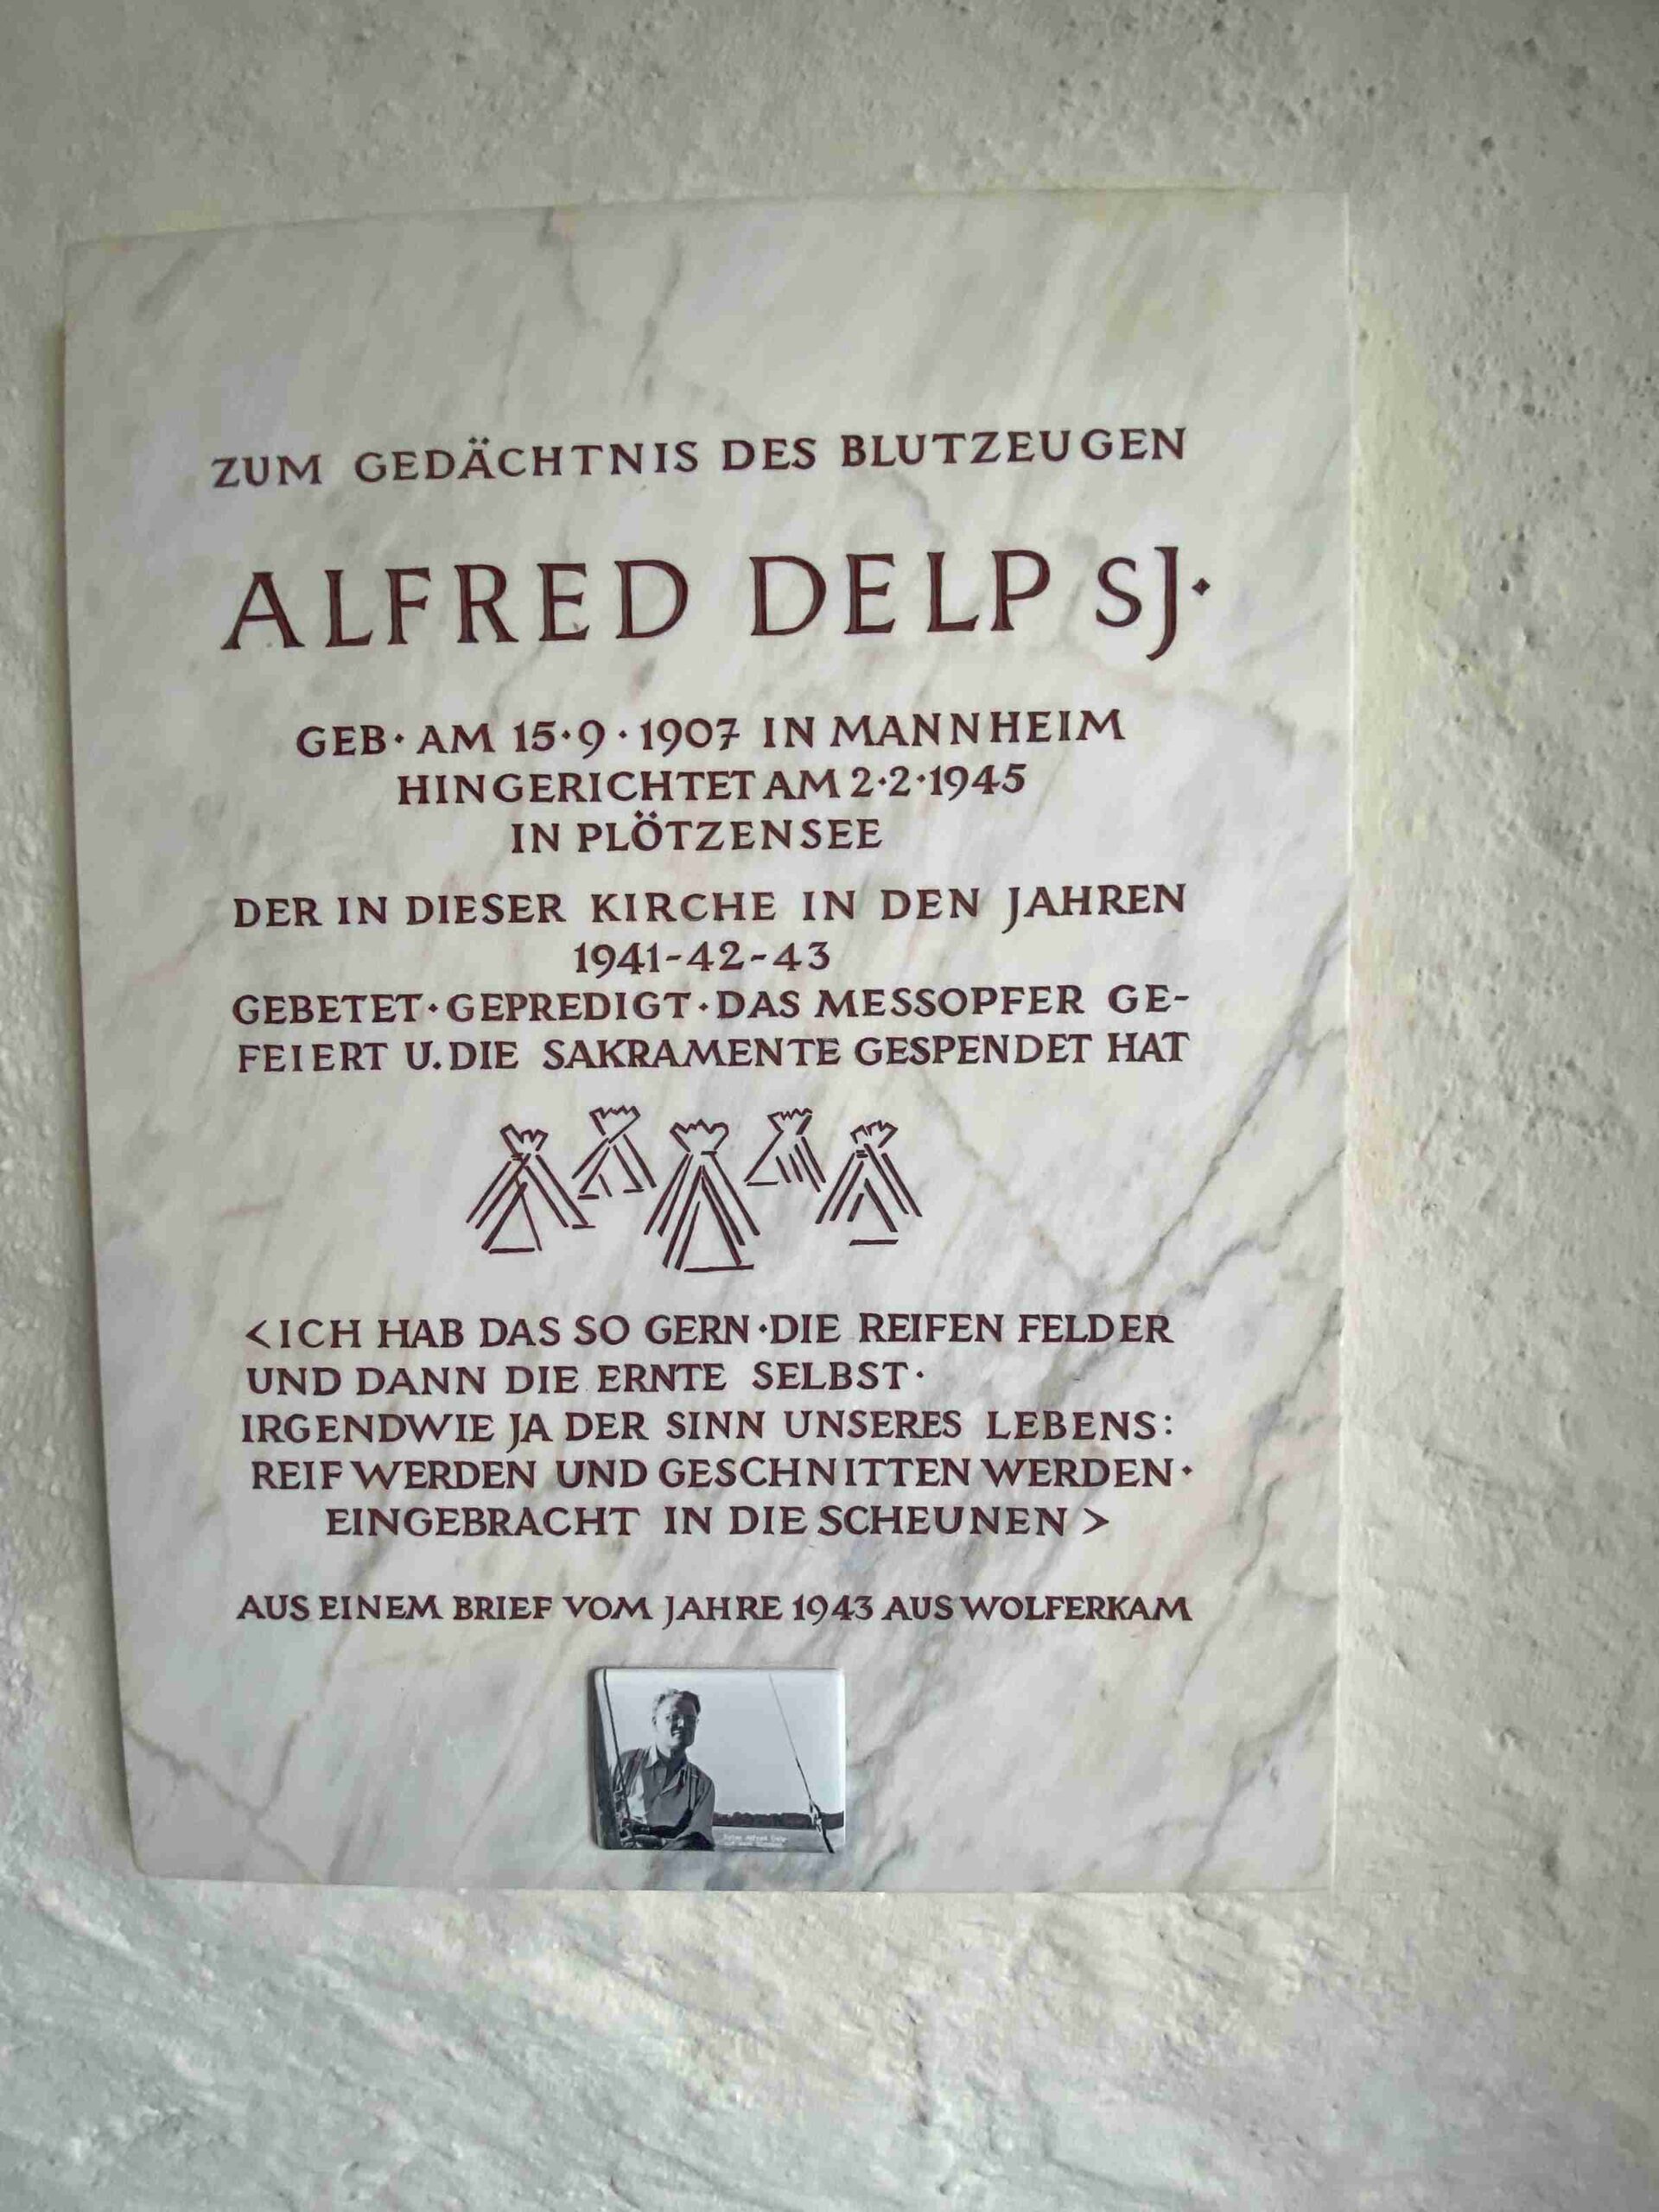 ZUM GEDÄCHTNIS DES BLUTZEUGEN
ALFRED DELP SJ·
GEB· AM 15·9·1907 IN MANNHEIM
HINGERICHTET AM 2·2·1945
IN PLÖTZENSEE
DER IN DIESER KIRCHE IN DEN JAHREN
1941-42-43
GEBETET·GEPREDIGT·DAS MESSOPFER GE-
FEIERT U. DIE SAKRAMENTE GESPENDET HAT
<ICH HAB DAS SO GERN·DIE REIFEN FELDER
UND DANN DIE ERNTE SELBST·
IRGENDWIE JA DER SINN UNSERES LEBENS:
REIF WERDEN UND GESCHNITTEN WERDEN·
EINGEBRACHT IN DIE SCHEUNEN>
AUS EINEM BRIEF VOM JAHRE 1943 AUS WOLFERKAM
Pater Alfred Delp